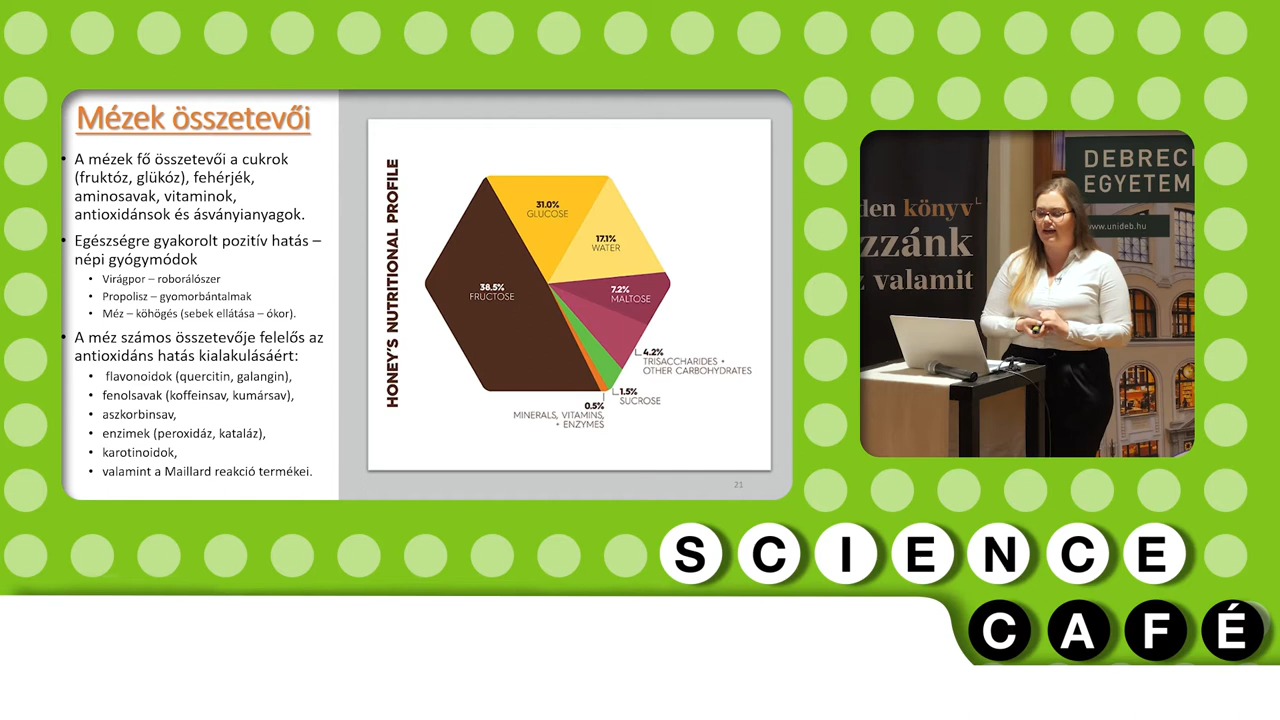 Mézek összetevői
• A mézek fő összetevői a cukrok
(fruktóz, glükóz), fehérjék,
aminosavak, vitaminok,
antioxidánsok és ásványianyagok.
• Egészségre gyakorolt pozitív hatás –
népi gyógymódok
• Virágpor – roborálószer
• Propolisz – gyomorbántalmak
• Méz – köhögés (sebek ellátása – ókor).
• A méz számos összetevője felelős az
antioxidáns hatás kialakulásáért:
• flavonoidok (quercitin, galangin),
• fenolsavak (koffeinsav, kumársav),
• aszkorbinsav,
• enzimek (peroxidáz, kataláz),
• karotinoidok,
• valamint a Maillard reakció termékei.
HONEY'S NUTRITIONAL PROFILE
31.0%
GLUCOSE
17.1%
WATER
38.5%
FRUCTOSE
7.2%
MALTOSE
4.2%
TRISACCHARIDES +
OTHER CARBOHYDRATES
1.5%
SUCROSE
0.5%
MINERALS, VITAMINS,
+ ENZYMES
21
DEBRECI
EGYETEM
www.unideb.hu
den könyv
zzánk
z valamit
SCIENCE
CAFÉ